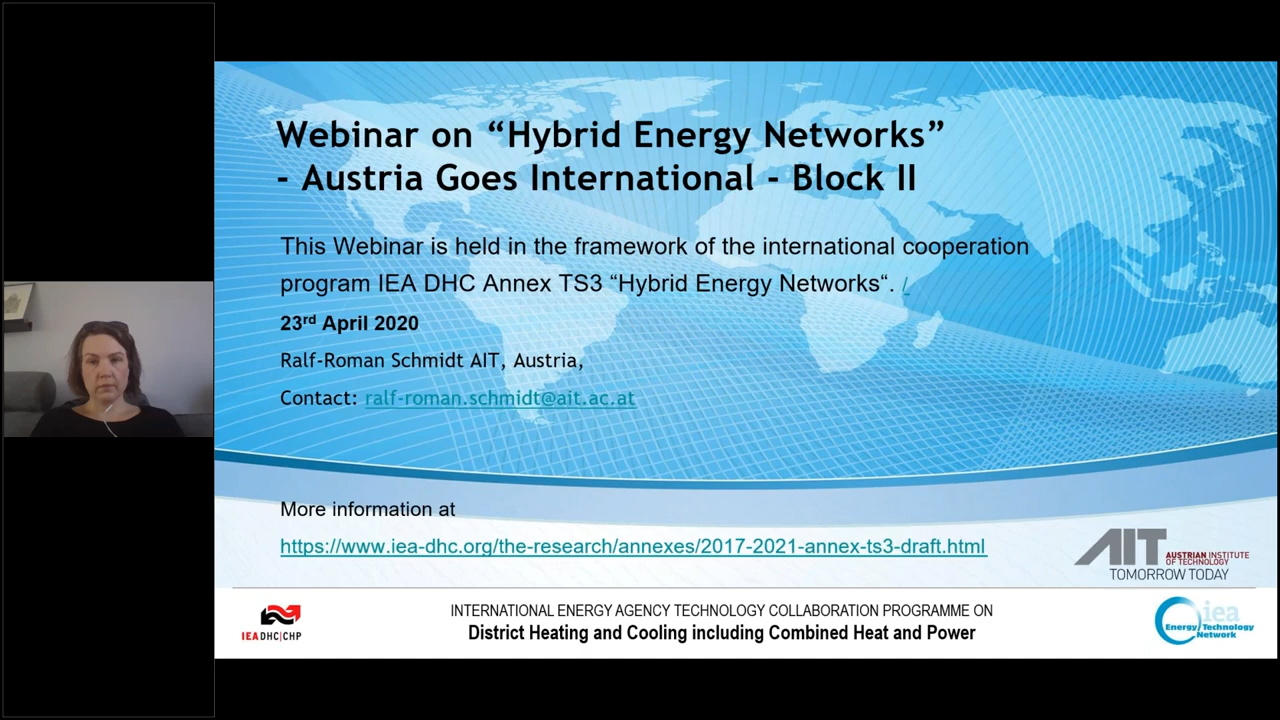 Webinar on “Hybrid Energy Networks”
- Austria Goes International - Block II
This Webinar is held in the framework of the international cooperation
program IEA DHC Annex TS3 “Hybrid Energy Networks“. /
23rd April 2020
Ralf-Roman Schmidt AIT, Austria,
Contact: ralf-roman.schmidt@ait.ac.at
More information at
https://www.iea-dhc.org/the-research/annexes/2017-2021-annex-ts3-draft.html
AIT AUSTRIAN INSTITUTE
OF TECHNOLOGY
TOMORROW TODAY
IEA DHC|CHP
INTERNATIONAL ENERGY AGENCY TECHNOLOGY COLLABORATION PROGRAMME ON
District Heating and Cooling including Combined Heat and Power
iea
Energy Technology
Network